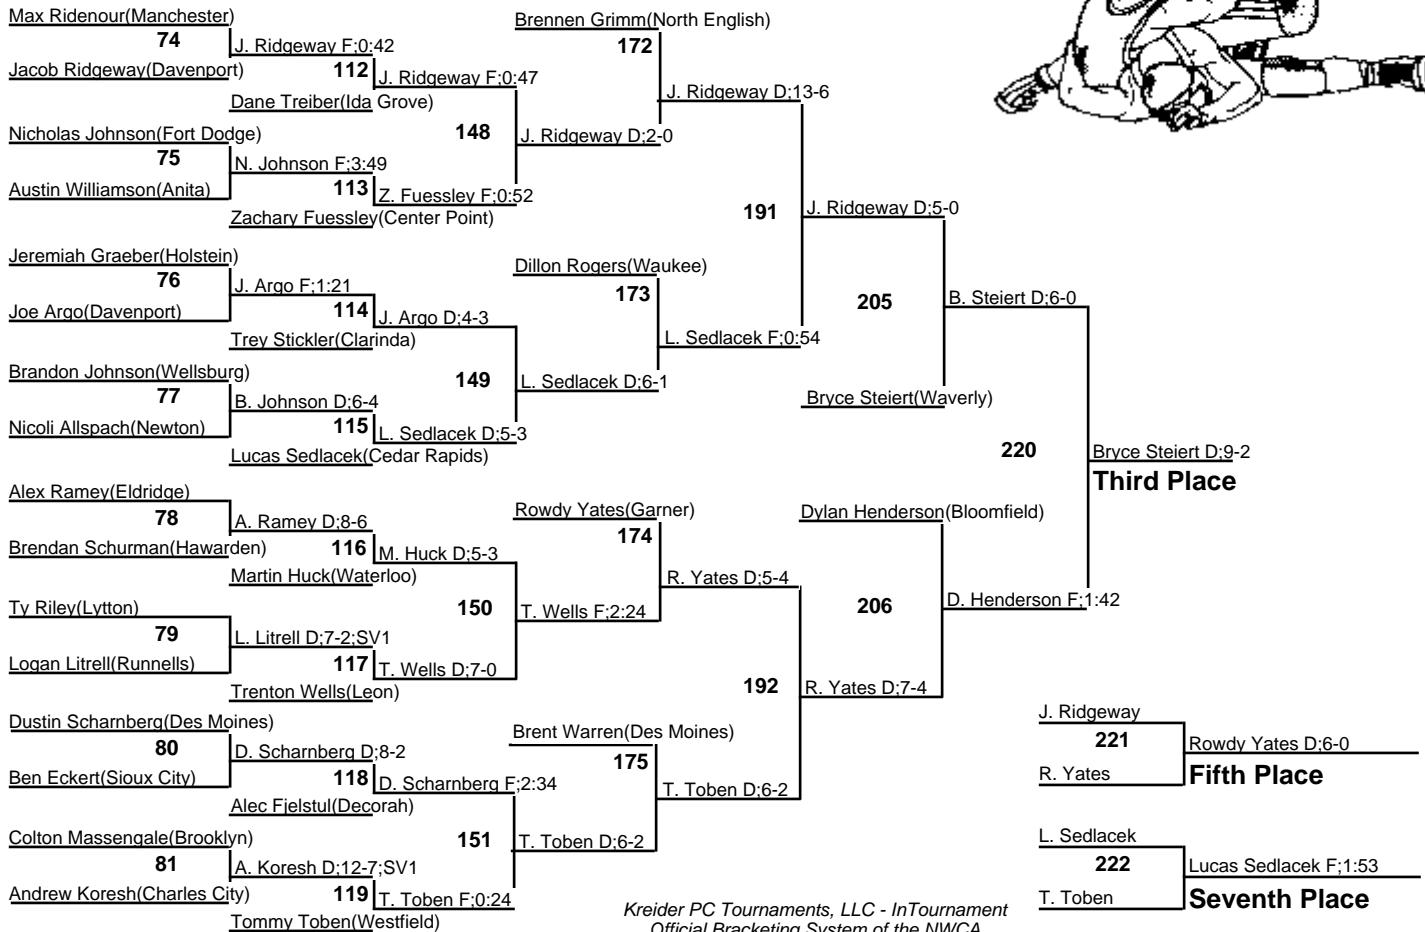 Max Ridenour(Manchester)
74
Jacob Ridgeway(Davenport)
J. Ridgeway F;0:42
112
Dane Treiber(Ida Grove)
J. Ridgeway F;0:47
Nicholas Johnson(Fort Dodge)
75
Austin Williamson(Anita)
N. Johnson F;3:49
113
Zachary Fuessley(Center Point)
Z. Fuessley F;0:52
148
J. Ridgeway D;2-0
Brennen Grimm(North English)
172
J. Ridgeway D;13-6
Jeremiah Graeber(Holstein)
76
Joe Argo(Davenport)
J. Argo F;1:21
114
Trey Stickler(Clarinda)
J. Argo D;4-3
Brandon Johnson(Wellsburg)
77
Nicoli Allspach(Newton)
B. Johnson D;6-4
115
Lucas Sedlacek(Cedar Rapids)
L. Sedlacek D;5-3
149
L. Sedlacek D;6-1
Dillon Rogers(Waukee)
173
L. Sedlacek F;0:54
191
J. Ridgeway D;5-0
205
Bryce Steiert(Waverly)
B. Steiert D;6-0
Alex Ramey(Eldridge)
78
Brendan Schurman(Hawarden)
A. Ramey D;8-6
116
Martin Huck(Waterloo)
M. Huck D;5-3
Ty Riley(Lytton)
79
Logan Litrell(Runnells)
L. Litrell D;7-2;SV1
117
Trenton Wells(Leon)
T. Wells D;7-0
150
T. Wells F;2:24
Rowdy Yates(Garner)
174
R. Yates D;5-4
Dustin Scharnberg(Des Moines)
80
Ben Eckert(Sioux City)
D. Scharnberg D;8-2
118
Alec Fjelstul(Decorah)
D. Scharnberg F;2:34
Colton Massengale(Brooklyn)
81
Andrew Koresh(Charles City)
A. Koresh D;12-7;SV1
119
Tommy Toben(Westfield)
T. Toben F;0:24
151
T. Toben D;6-2
Brent Warren(Des Moines)
175
T. Toben D;6-2
192
R. Yates D;7-4
Dylan Henderson(Bloomfield)
206
D. Henderson F;1:42
220
Bryce Steiert D;9-2
Third Place
J. Ridgeway
221
R. Yates
Rowdy Yates D;6-0
Fifth Place
L. Sedlacek
222
T. Toben
Lucas Sedlacek F;1:53
Seventh Place
Kreider PC Tournaments, LLC - InTournament
Official Bracketing System of the NWCA